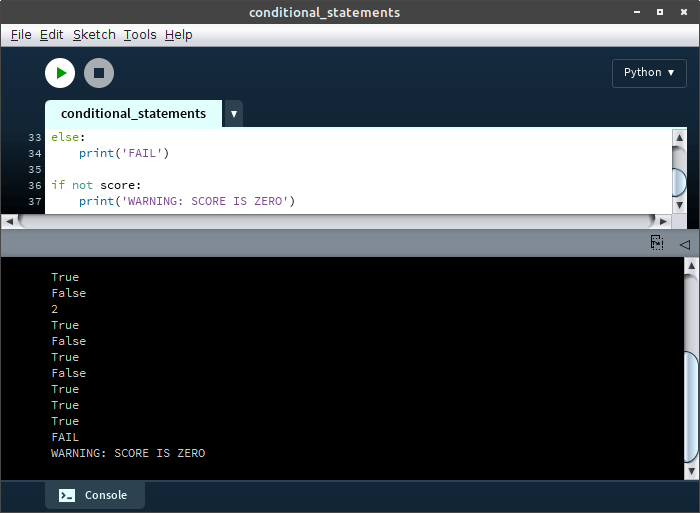 conditional_statements
File Edit Sketch Tools Help
Python
conditional_statements
33 else:
34     print('FAIL')
35
36 if not score:
37     print('WARNING: SCORE IS ZERO')
True
False
2
True
False
True
False
True
True
True
FAIL
WARNING: SCORE IS ZERO
Console